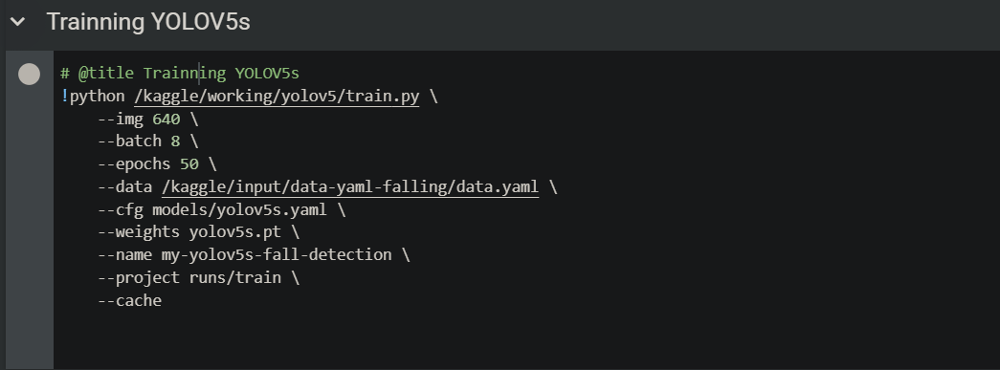 Trainning YOLOV5s
# @title Trainning YOLOV5s
!python /kaggle/working/yolov5/train.py \
--img 640 \
--batch 8 \
--epochs 50 \
--data /kaggle/input/data-yaml-falling/data.yaml \
--cfg models/yolov5s.yaml \
--weights yolov5s.pt \
--name my-yolov5s-fall-detection \
--project runs/train \
--cache